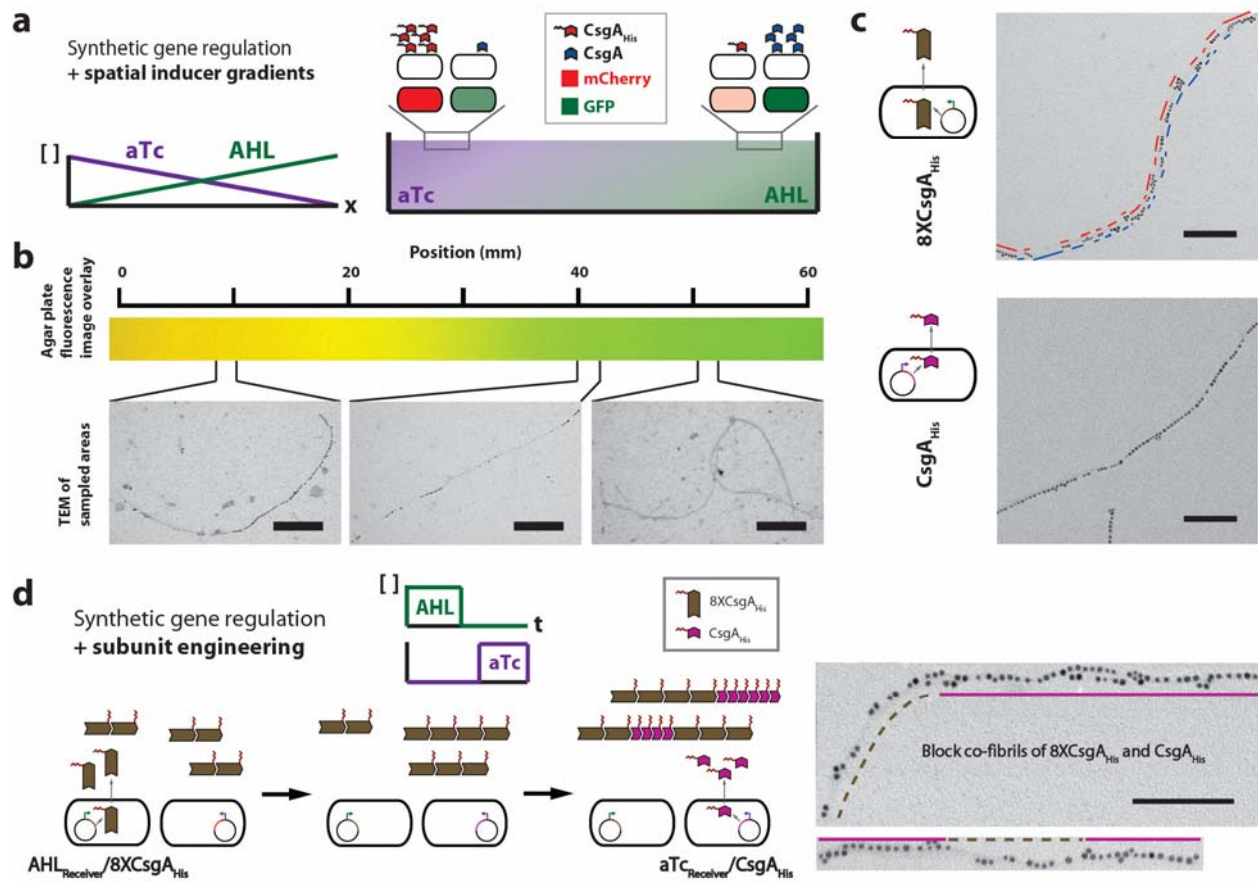 a
Synthetic gene regulation
+ spatial inducer gradients
[ ]
aTc
AHL
x
CsgAHis
CsgA
mCherry
GFP
aTc
AHL
b
Position (mm)
0
20
40
60
Agar plate
fluorescence
image overlay
TEM of
sampled areas
c
8XCsgAHis
CsgAHis
d
Synthetic gene regulation
+ subunit engineering
[ ]
AHL
t
aTc
8XCsgAHis
CsgAHis
AHLReceiver/8XCsgAHis
aTcReceiver/CsgAHis
Block co-fibrils of 8XCsgAHis and CsgAHis